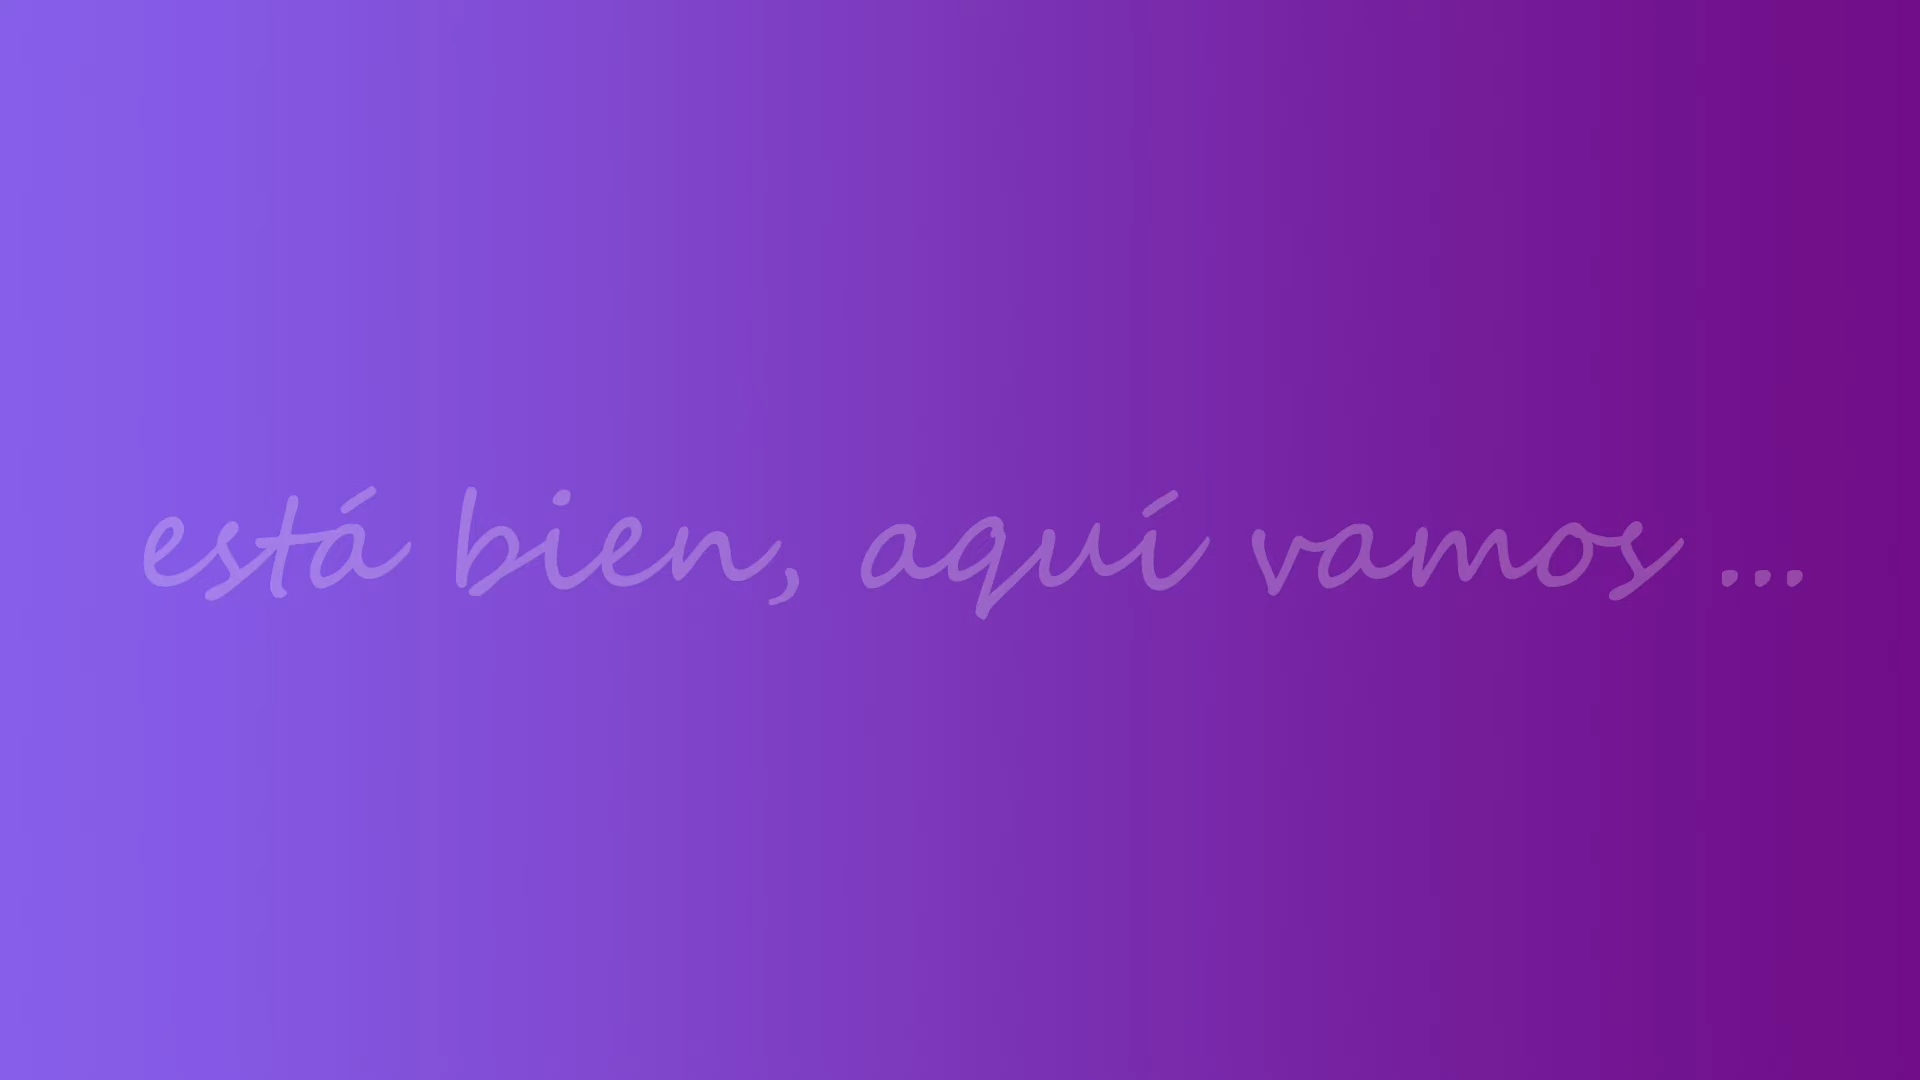 está bien, aquí vamos ...